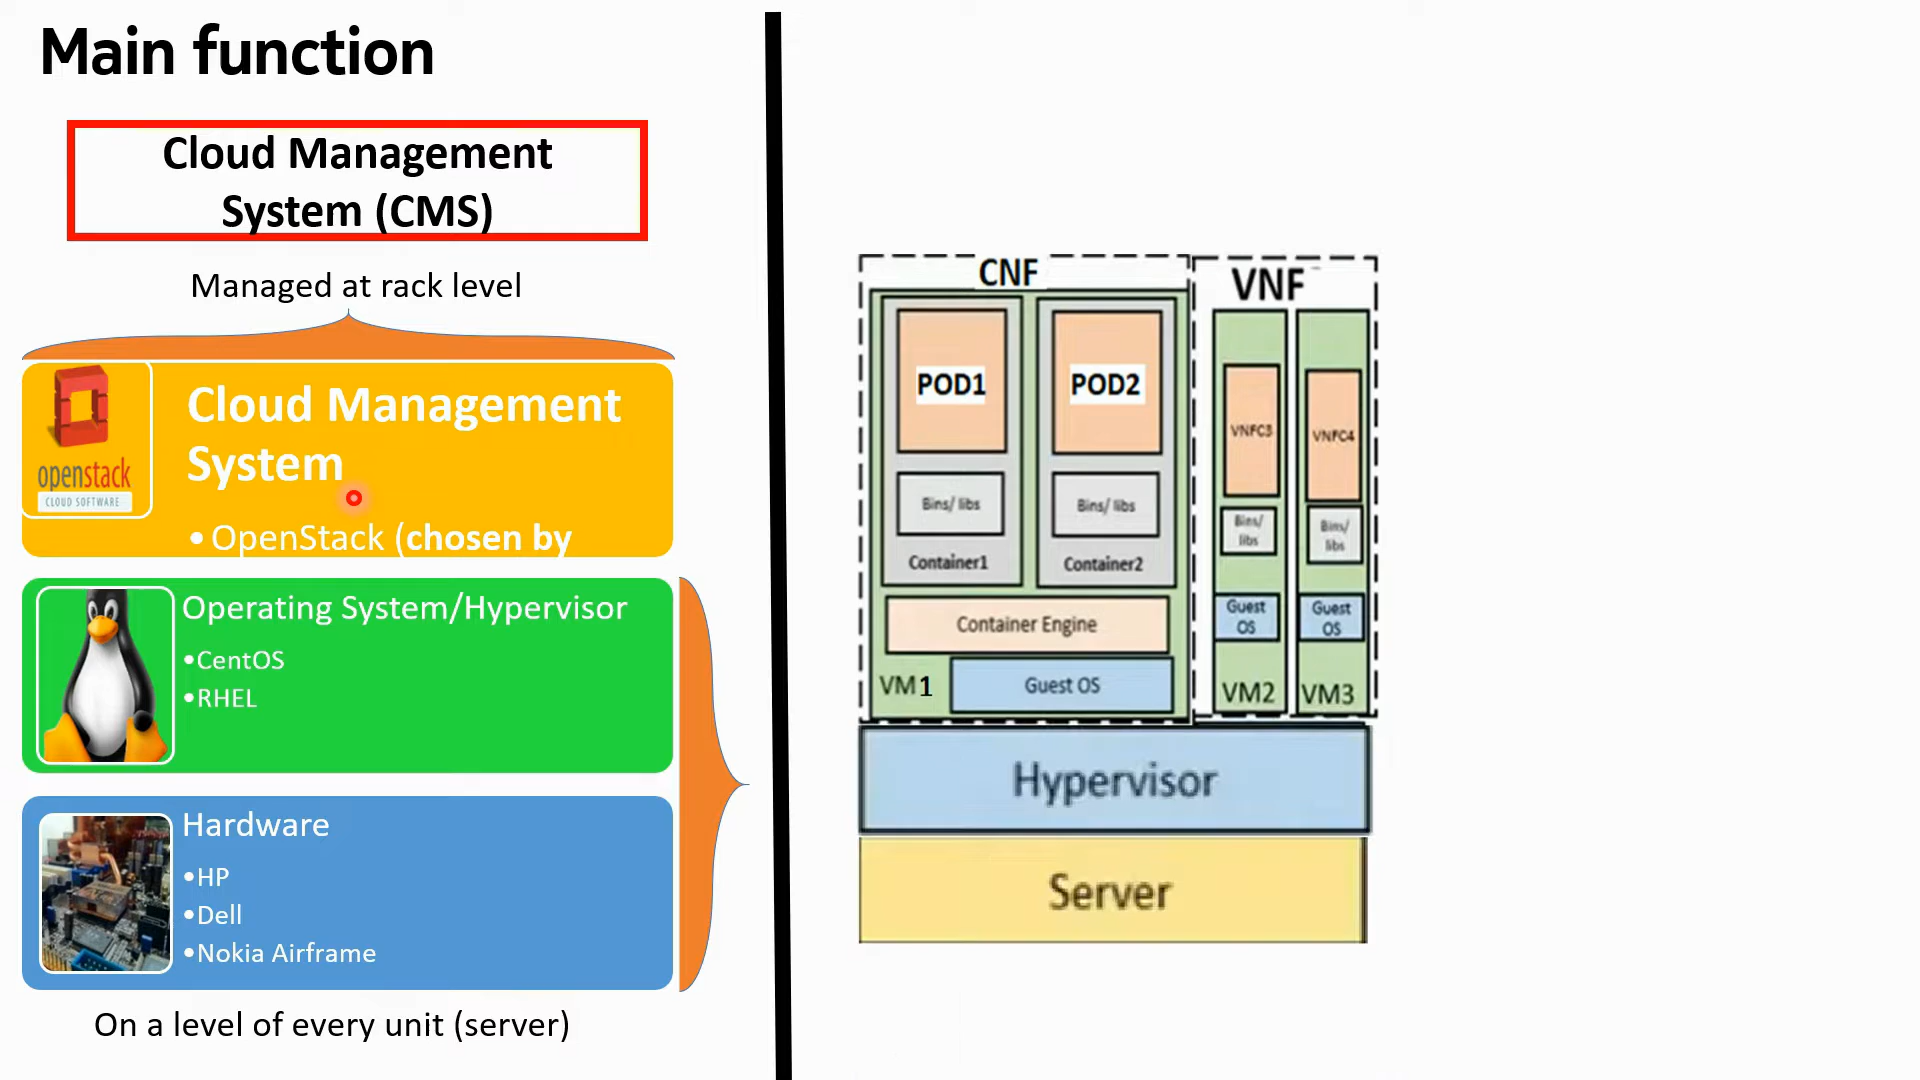 Main function
Cloud Management
System (CMS)
Managed at rack level
openstack
CLOUD SOFTWARE
Cloud Management
System
•OpenStack (chosen by
Operating System/Hypervisor
•CentOS
•RHEL
Hardware
•HP
•Dell
•Nokia Airframe
On a level of every unit (server)
CNF
POD1
POD2
Bins/ libs
Bins/ libs
Container1
Container2
Container Engine
VM1
Guest OS
VNF
VNFC3
VNFC4
Bins/
libs
Bins/
libs
Guest
OS
Guest
OS
VM2
VM3
Hypervisor
Server